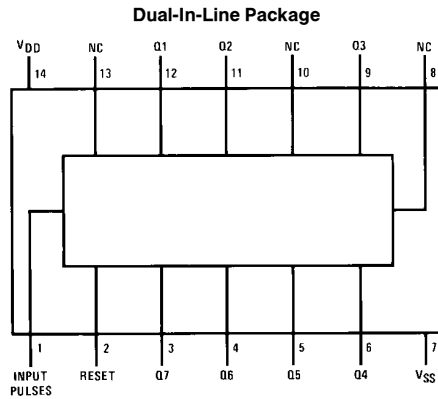 Dual-In-Line Package
VDD NC Q1 Q2 NC Q3 NC
14 13 12 11 10 9 8
1 2 3 4 5 6 7
INPUT PULSES RESET Q7 Q6 Q5 Q4 VSS